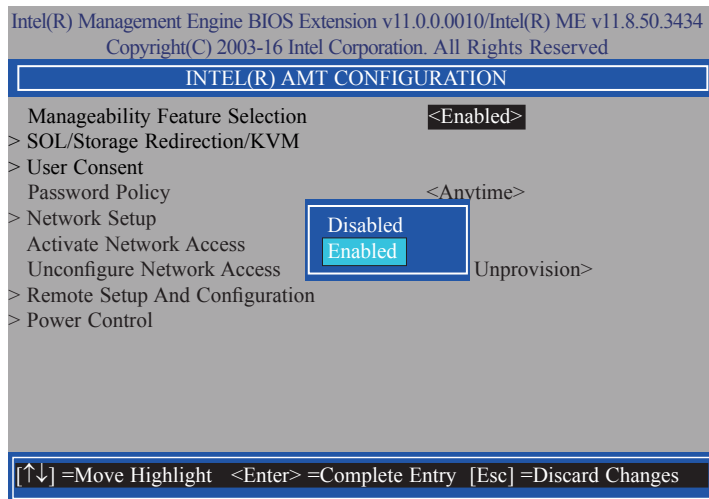 Intel(R) Management Engine BIOS Extension v11.0.0.0010/Intel(R) ME v11.8.50.3434
Copyright(C) 2003-16 Intel Corporation. All Rights Reserved
INTEL(R) AMT CONFIGURATION
Manageability Feature Selection <Enabled>
> SOL/Storage Redirection/KVM
> User Consent
Password Policy <Anytime>
> Network Setup
Activate Network Access
Unconfigure Network Access Unprovision>
> Remote Setup And Configuration
> Power Control
Disabled
Enabled
[↑↓] =Move Highlight <Enter> =Complete Entry [Esc] =Discard Changes